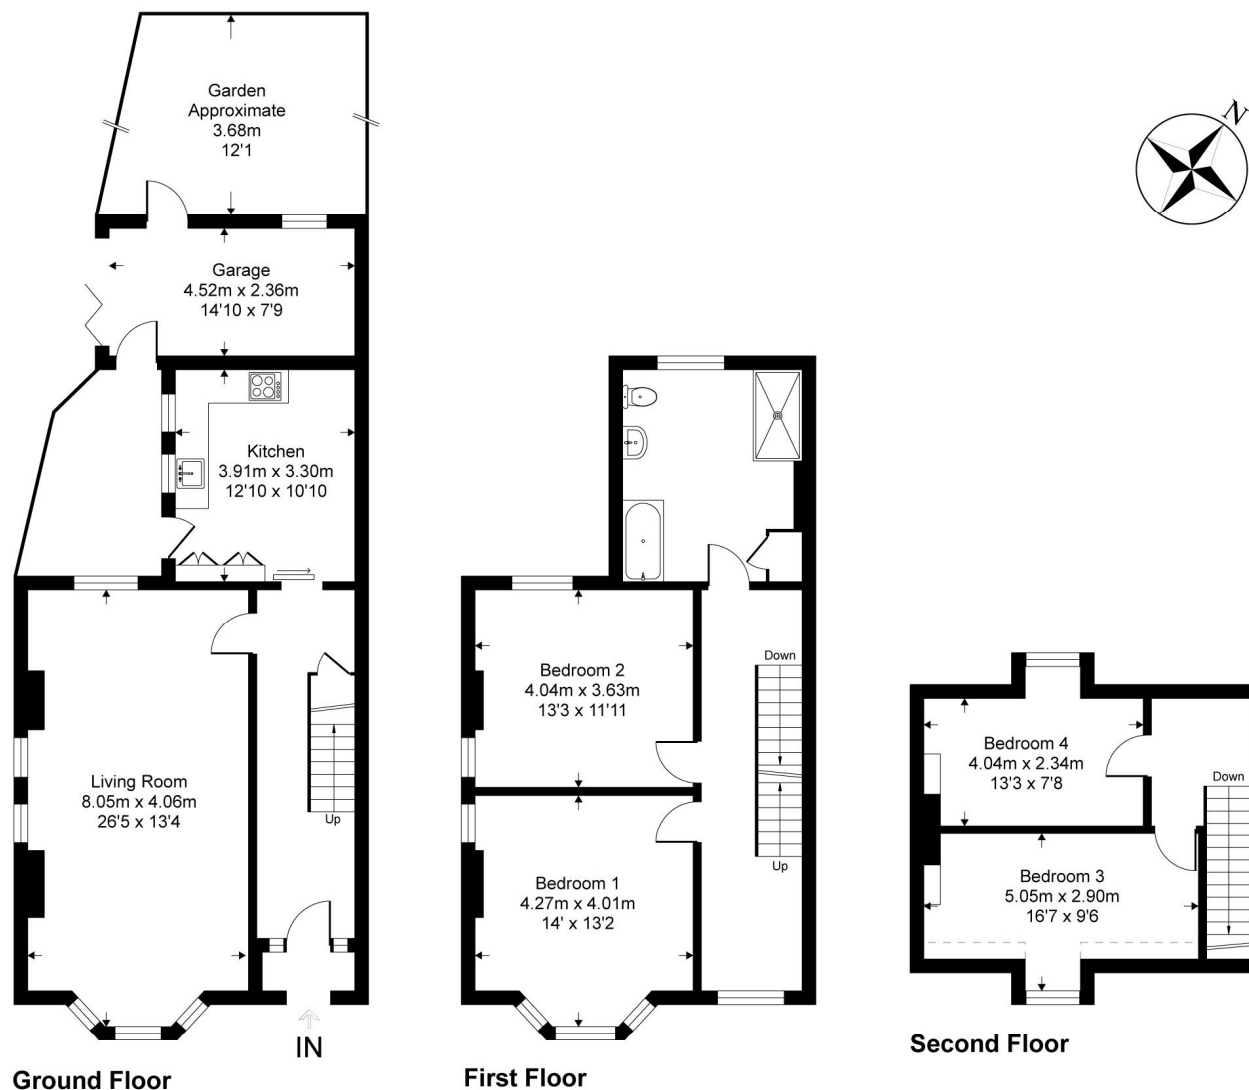 Garden
Approximate
3.68m
12'1
N
Garage
4.52m x 2.36m
14'10 x 7'9
Kitchen
3.91m x 3.30m
12'10 x 10'10
Living Room
8.05m x 4.06m
26'5 x 13'4
Up
IN
Ground Floor
Bedroom 2
4.04m x 3.63m
13'3 x 11'11
Down
Up
Bedroom 1
4.27m x 4.01m
14' x 13'2
First Floor
Bedroom 4
4.04m x 2.34m
13'3 x 7'8
Down
Bedroom 3
5.05m x 2.90m
16'7 x 9'6
Second Floor